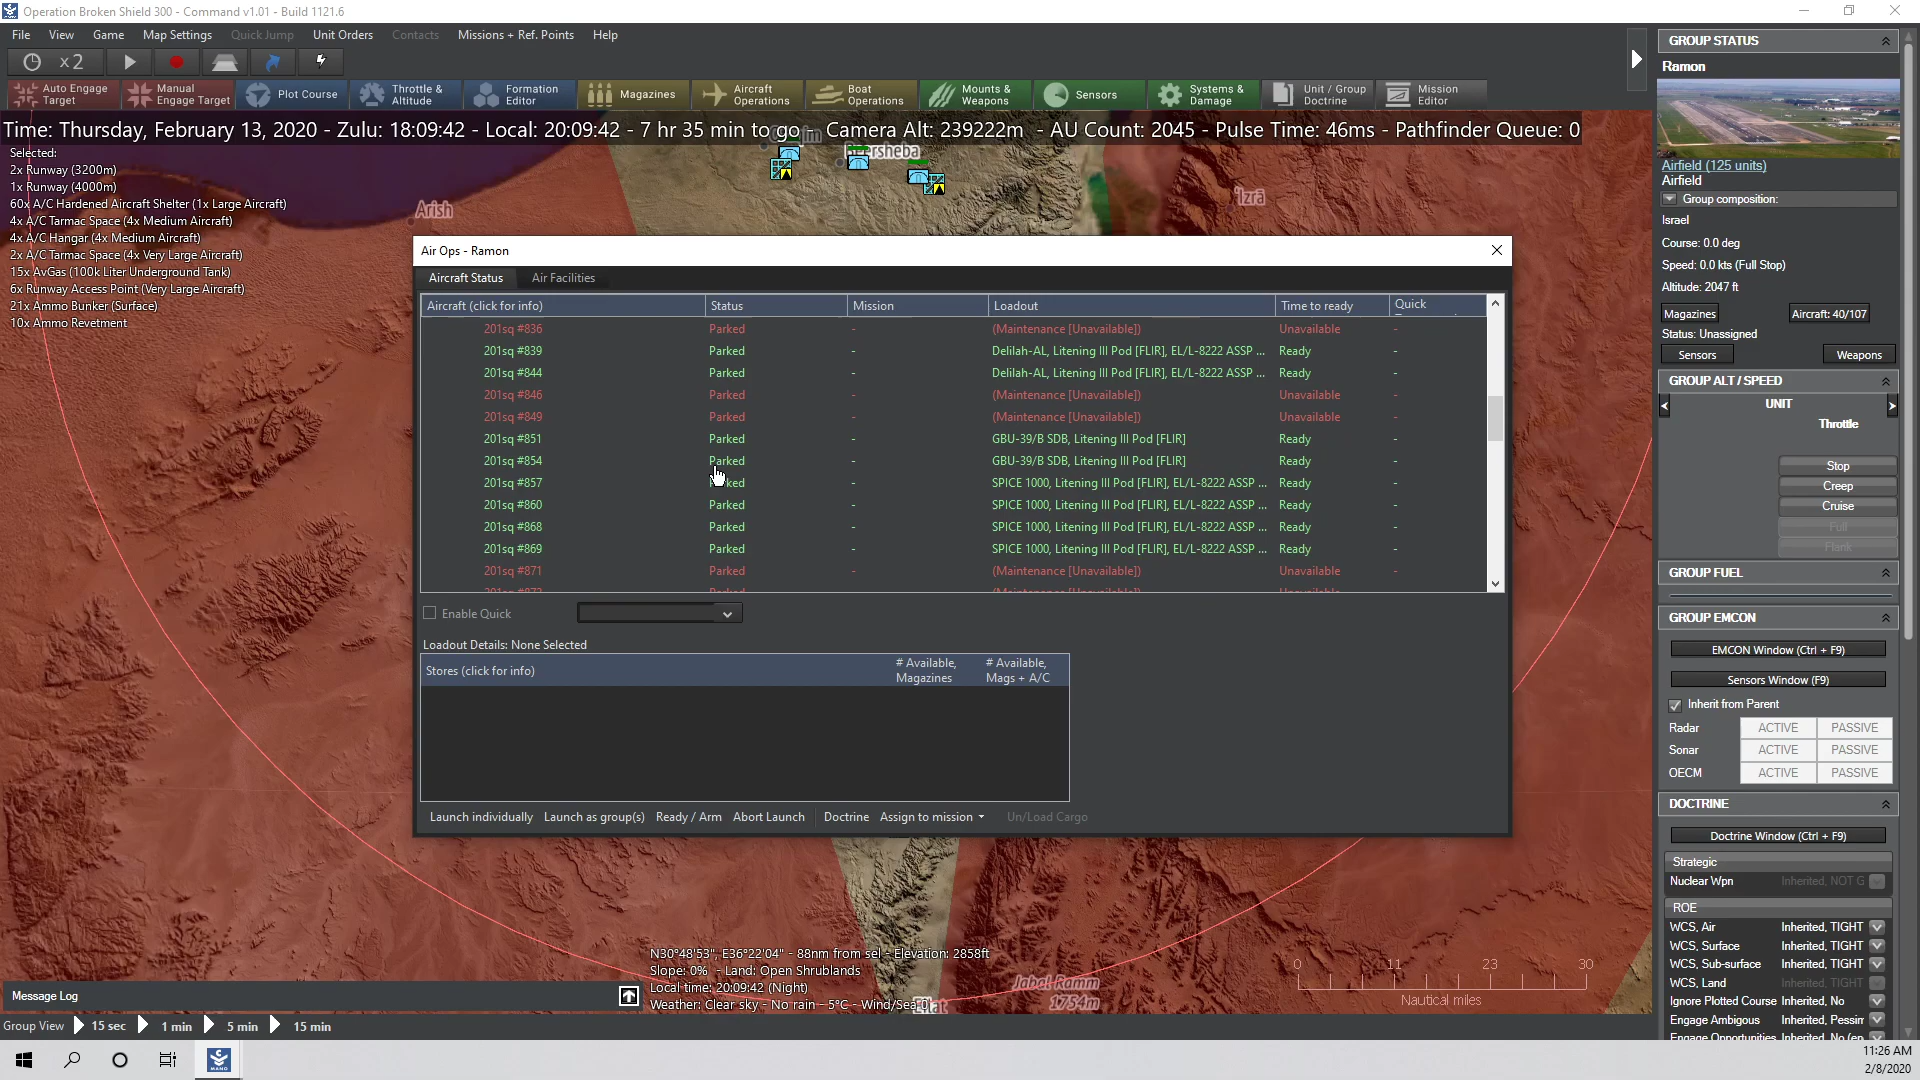 Operation Broken Shield 300 - Command v1.01 - Build 1121.6
File View Game Map Settings Quick Jump Unit Orders Contacts Missions + Ref. Points Help
x 2
Auto Engage Target
Manual Engage Target
Plot Course
Throttle & Altitude
Formation Editor
Magazines
Aircraft Operations
Boat Operations
Mounts & Weapons
Sensors
Systems & Damage
Unit / Group Doctrine
Mission Editor
Time: Thursday, February 13, 2020 - Zulu: 18:09:42 - Local: 20:09:42 - 7 hr 35 min to go - Camera Alt: 239222m - AU Count: 2045 - Pulse Time: 46ms - Pathfinder Queue: 0
Selected:
2x Runway (3200m)
1x Runway (4000m)
60x A/C Hardened Aircraft Shelter (1x Large Aircraft)
4x A/C Tarmac Space (4x Medium Aircraft)
4x A/C Hangar (4x Medium Aircraft)
2x A/C Tarmac Space (4x Very Large Aircraft)
15x AvGas (100k Liter Underground Tank)
6x Runway Access Point (Very Large Aircraft)
21x Ammo Bunker (Surface)
10x Ammo Revetment
Arish
Izra
Air Ops - Ramon
Aircraft Status Air Facilities
Aircraft (click for info) Status Mission Loadout Time to ready Quick
201sq #836 Parked - (Maintenance [Unavailable]) Unavailable -
201sq #839 Parked - Delilah-AL, Litening III Pod [FLIR], EL/L-8222 ASSP ... Ready -
201sq #844 Parked - Delilah-AL, Litening III Pod [FLIR], EL/L-8222 ASSP ... Ready -
201sq #846 Parked - (Maintenance [Unavailable]) Unavailable -
201sq #849 Parked - (Maintenance [Unavailable]) Unavailable -
201sq #851 Parked - GBU-39/B SDB, Litening III Pod [FLIR] Ready -
201sq #854 Parked - GBU-39/B SDB, Litening III Pod [FLIR] Ready -
201sq #857 Parked - SPICE 1000, Litening III Pod [FLIR], EL/L-8222 ASSP ... Ready -
201sq #860 Parked - SPICE 1000, Litening III Pod [FLIR], EL/L-8222 ASSP ... Ready -
201sq #868 Parked - SPICE 1000, Litening III Pod [FLIR], EL/L-8222 ASSP ... Ready -
201sq #869 Parked - SPICE 1000, Litening III Pod [FLIR], EL/L-8222 ASSP ... Ready -
201sq #871 Parked - (Maintenance [Unavailable]) Unavailable -
Enable Quick
Loadout Details: None Selected
Stores (click for info) # Available, Magazines # Available, Mags + A/C
Launch individually Launch as group(s) Ready / Arm Abort Launch Doctrine Assign to mission Un/Load Cargo
N30°48'53", E36°22'04" - 88nm from sel - Elevation: 2858ft
Slope: 0% - Land: Open Shrublands
Local time: 20:09:42 (Night)
Weather: Clear sky - No rain - 5°C - Wind/Sea 0
Jabal Ramm
1754m
0 11 23 30
Nautical miles
Message Log
Group View 15 sec 1 min 5 min 15 min
GROUP STATUS
Ramon
Airfield (125 units)
Airfield
Group composition:
Israel
Course: 0.0 deg
Speed: 0.0 kts (Full Stop)
Altitude: 2047 ft
Magazines Aircraft: 40/107
Status: Unassigned
Sensors Weapons
GROUP ALT / SPEED
UNIT
Throttle
Stop
Creep
Cruise
Full
Flank
GROUP FUEL
GROUP EMCON
EMCON Window (Ctrl + F9)
Sensors Window (F9)
Inherit from Parent
Radar ACTIVE PASSIVE
Sonar ACTIVE PASSIVE
OECM ACTIVE PASSIVE
DOCTRINE
Doctrine Window (Ctrl + F9)
Strategic
Nuclear Wpn Inherited, NOT G
ROE
WCS, Air Inherited, TIGHT
WCS, Surface Inherited, TIGHT
WCS, Sub-surface Inherited, TIGHT
WCS, Land Inherited, TIGHT
Ignore Plotted Course Inherited, No
Engage Ambiguous Inherited, Pessim
11:26 AM
2/8/2020